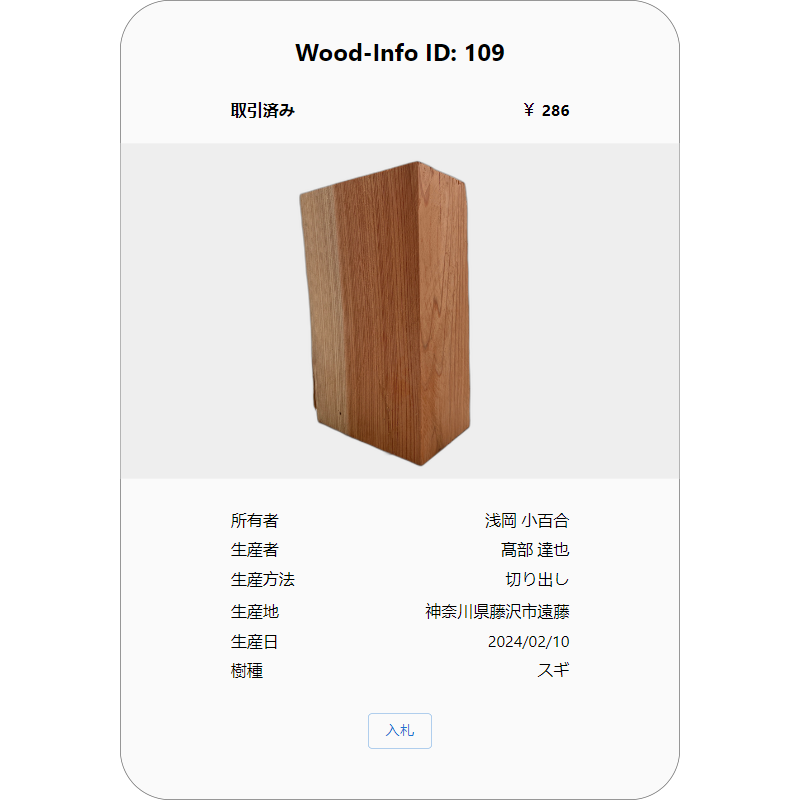 Wood-Info ID: 109
取引済み ￥ 286
所有者 浅岡 小百合
生産者 高部 達也
生産方法 切り出し
生産地 神奈川県藤沢市遠藤
生産日 2024/02/10
樹種 スギ
入札